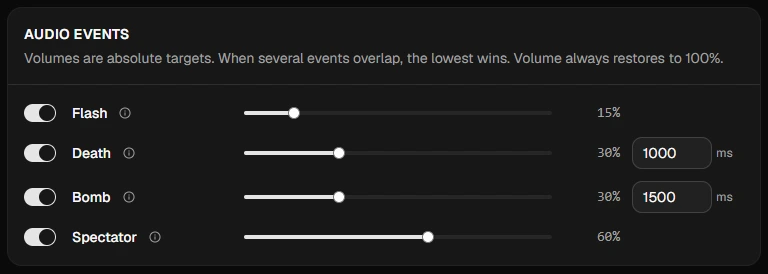 AUDIO EVENTS
Volumes are absolute targets. When several events overlap, the lowest wins. Volume always restores to 100%.
Flash 15%
Death 30% 1000 ms
Bomb 30% 1500 ms
Spectator 60%